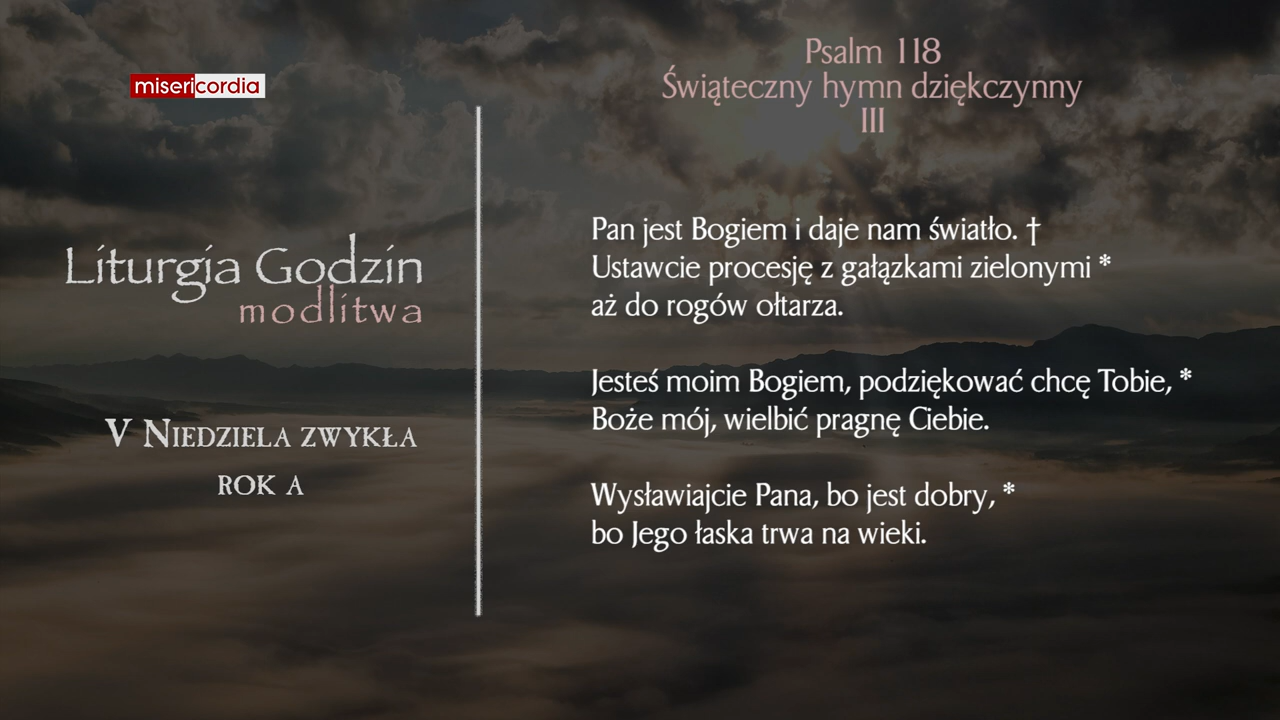 misericordia
Liturgia Godzin
modlitwa
V Niedziela zwykła
rok A
Psalm 118
Świąteczny hymn dziękczynny
III
Pan jest Bogiem i daje nam światło. †
Ustawcie procesję z gałązkami zielonymi *
aż do rogów ołtarza.
Jesteś moim Bogiem, podziękować chcę Tobie, *
Boże mój, wielbić pragnę Ciebie.
Wysławiajcie Pana, bo jest dobry, *
bo Jego łaska trwa na wieki.